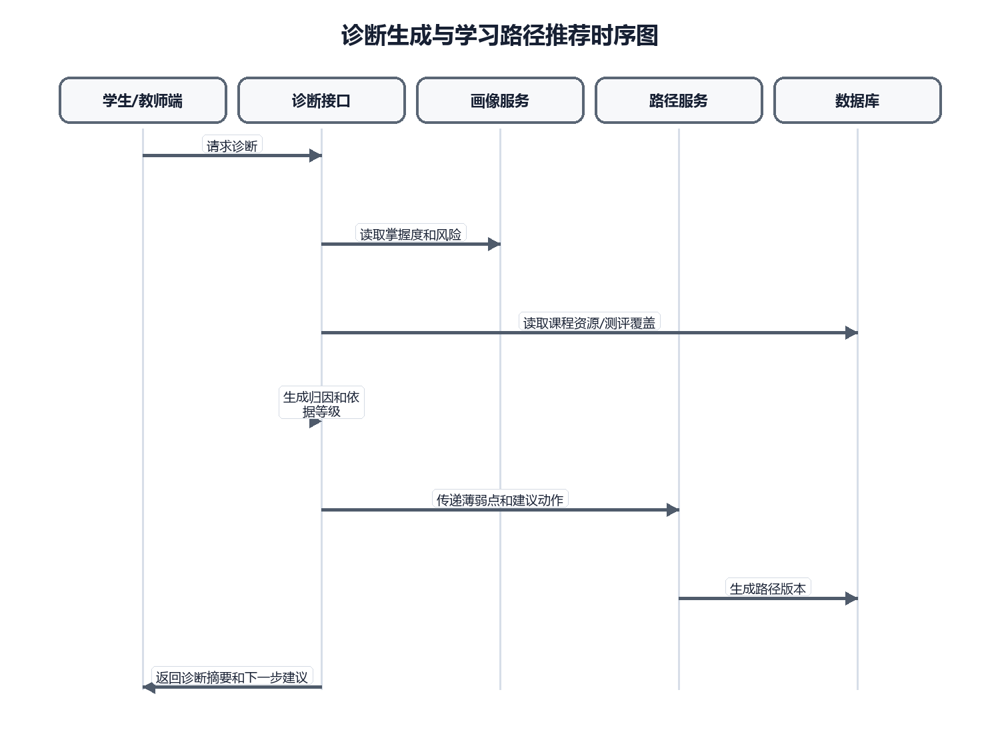 诊断生成与学习路径推荐时序图
学生/教师端
诊断接口
画像服务
路径服务
数据库
请求诊断
读取掌握度和风险
读取课程资源/测评覆盖
生成归因和依
据等级
传递薄弱点和建议动作
生成路径版本
返回诊断摘要和下一步建议